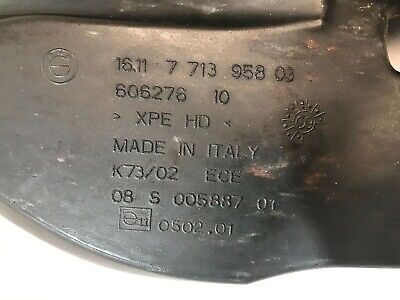 16.11 7 713 958 03
606276 10
> XPE HD <
MADE IN ITALY
K73/02 ECE
08 S 005887 01
0502.01